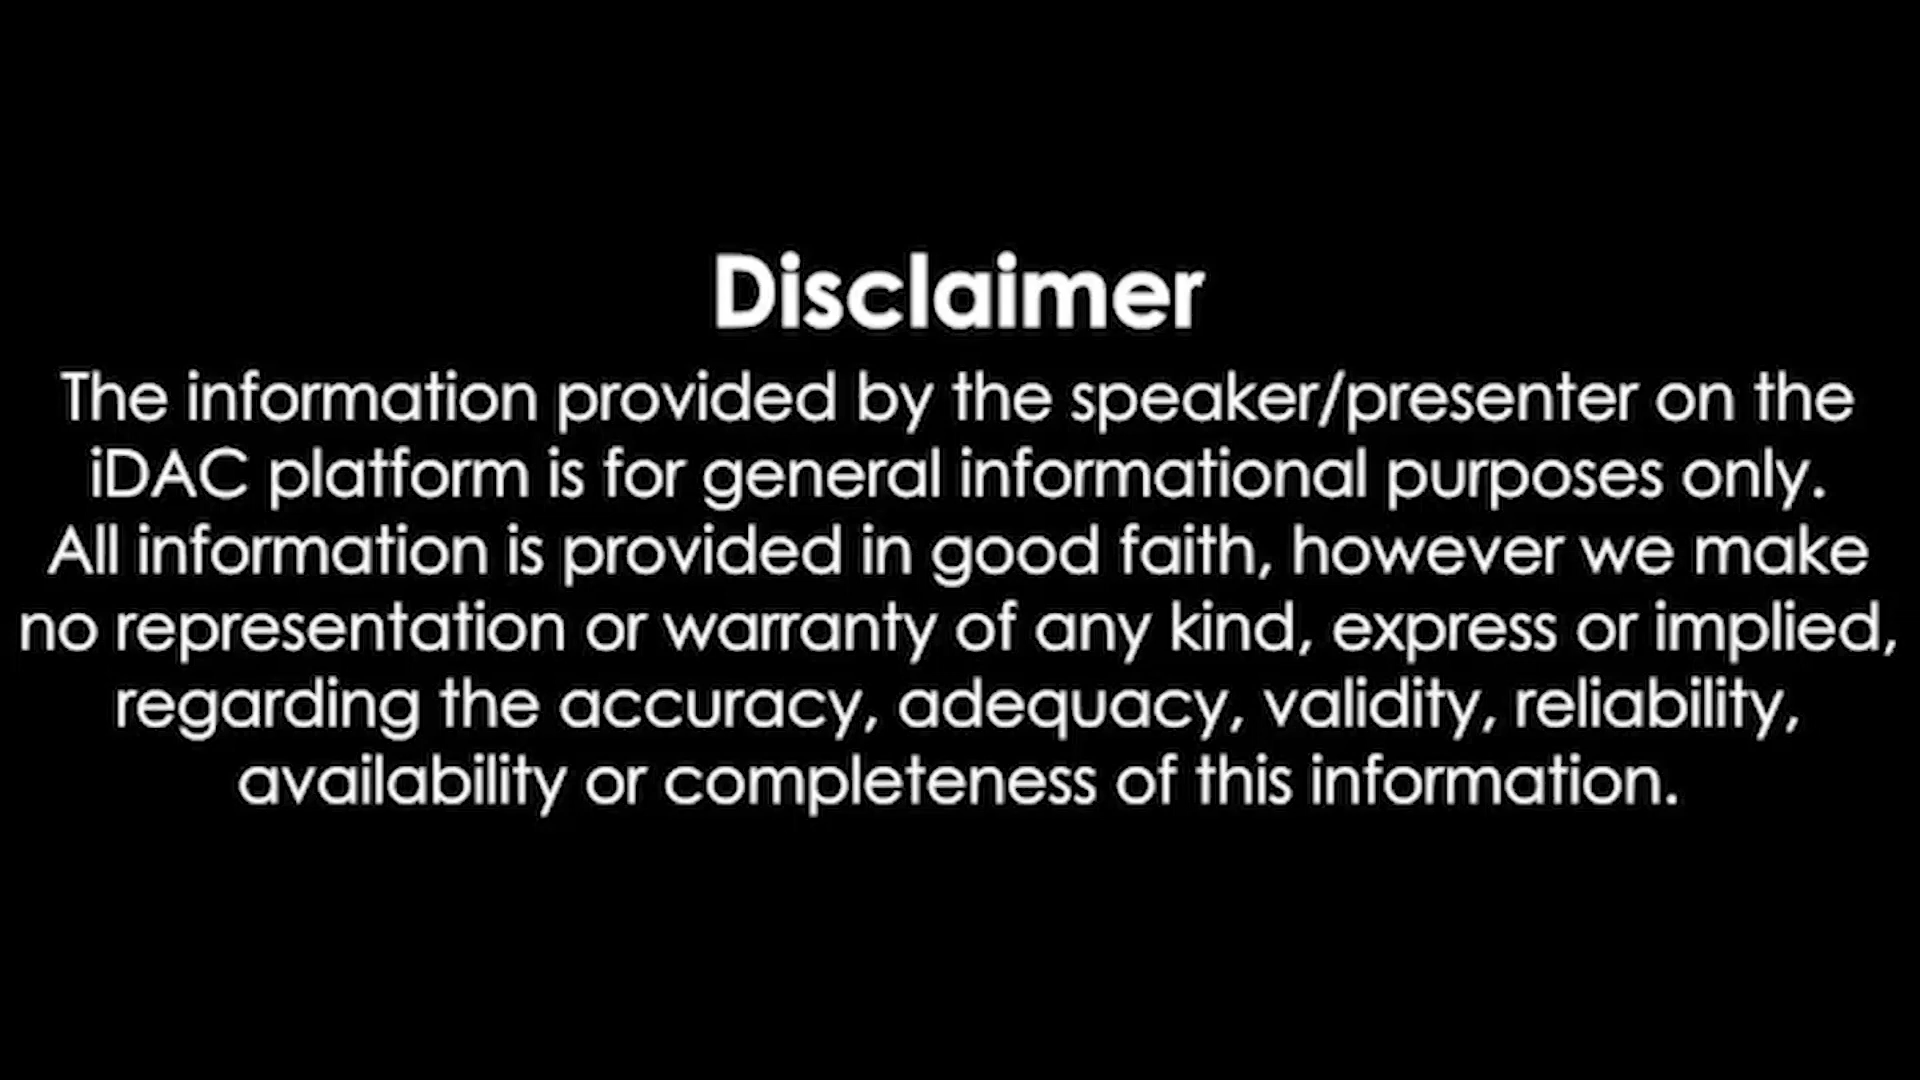 Disclaimer
The information provided by the speaker/presenter on the
iDAC platform is for general informational purposes only.
All information is provided in good faith, however we make
no representation or warranty of any kind, express or implied,
regarding the accuracy, adequacy, validity, reliability,
availability or completeness of this information.